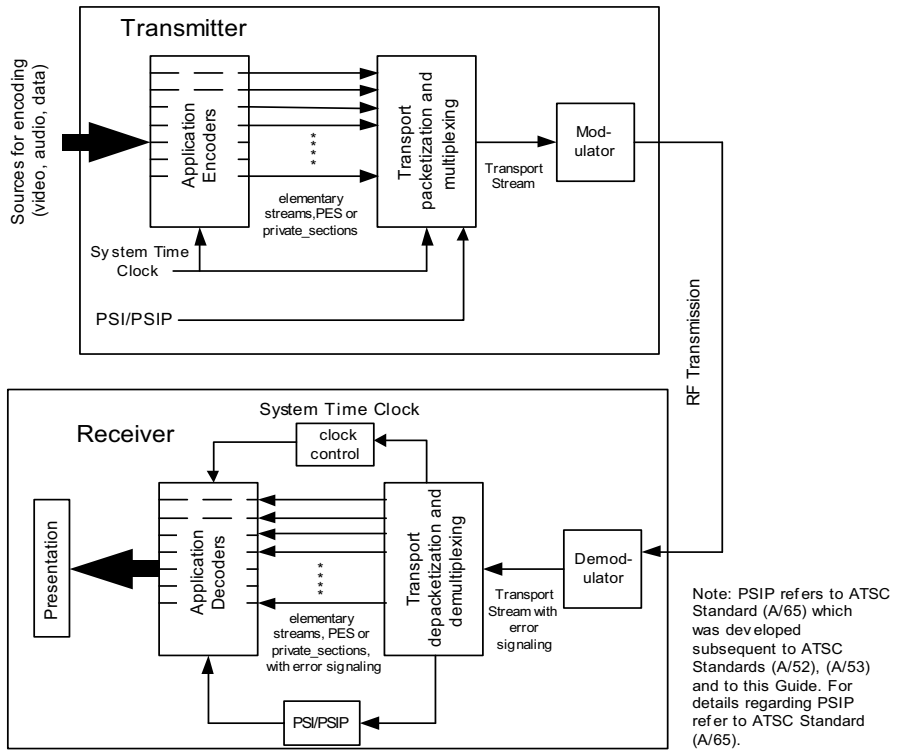 Transmitter
Sources for encoding
(video, audio, data)
Application
Encoders
****
elementary
streams,PES or
private_sections
Transport
packetization and
multiplexing
Transport
Stream
Mod-
ulator
System Time
Clock
PSI/PSIP
RF Transmission
Receiver
System Time Clock
clock
control
Presentation
Application
Decoders
****
elementary
streams, PES or
private_sections,
with error signaling
Transport
depacketization and
demultiplexing
Transport
Stream with
error
signaling
Demod-
ulator
PSI/PSIP
Note: PSIP refers to ATSC
Standard (A/65) which
was developed
subsequent to ATSC
Standards (A/52), (A/53)
and to this Guide. For
details regarding PSIP
refer to ATSC Standard
(A/65).